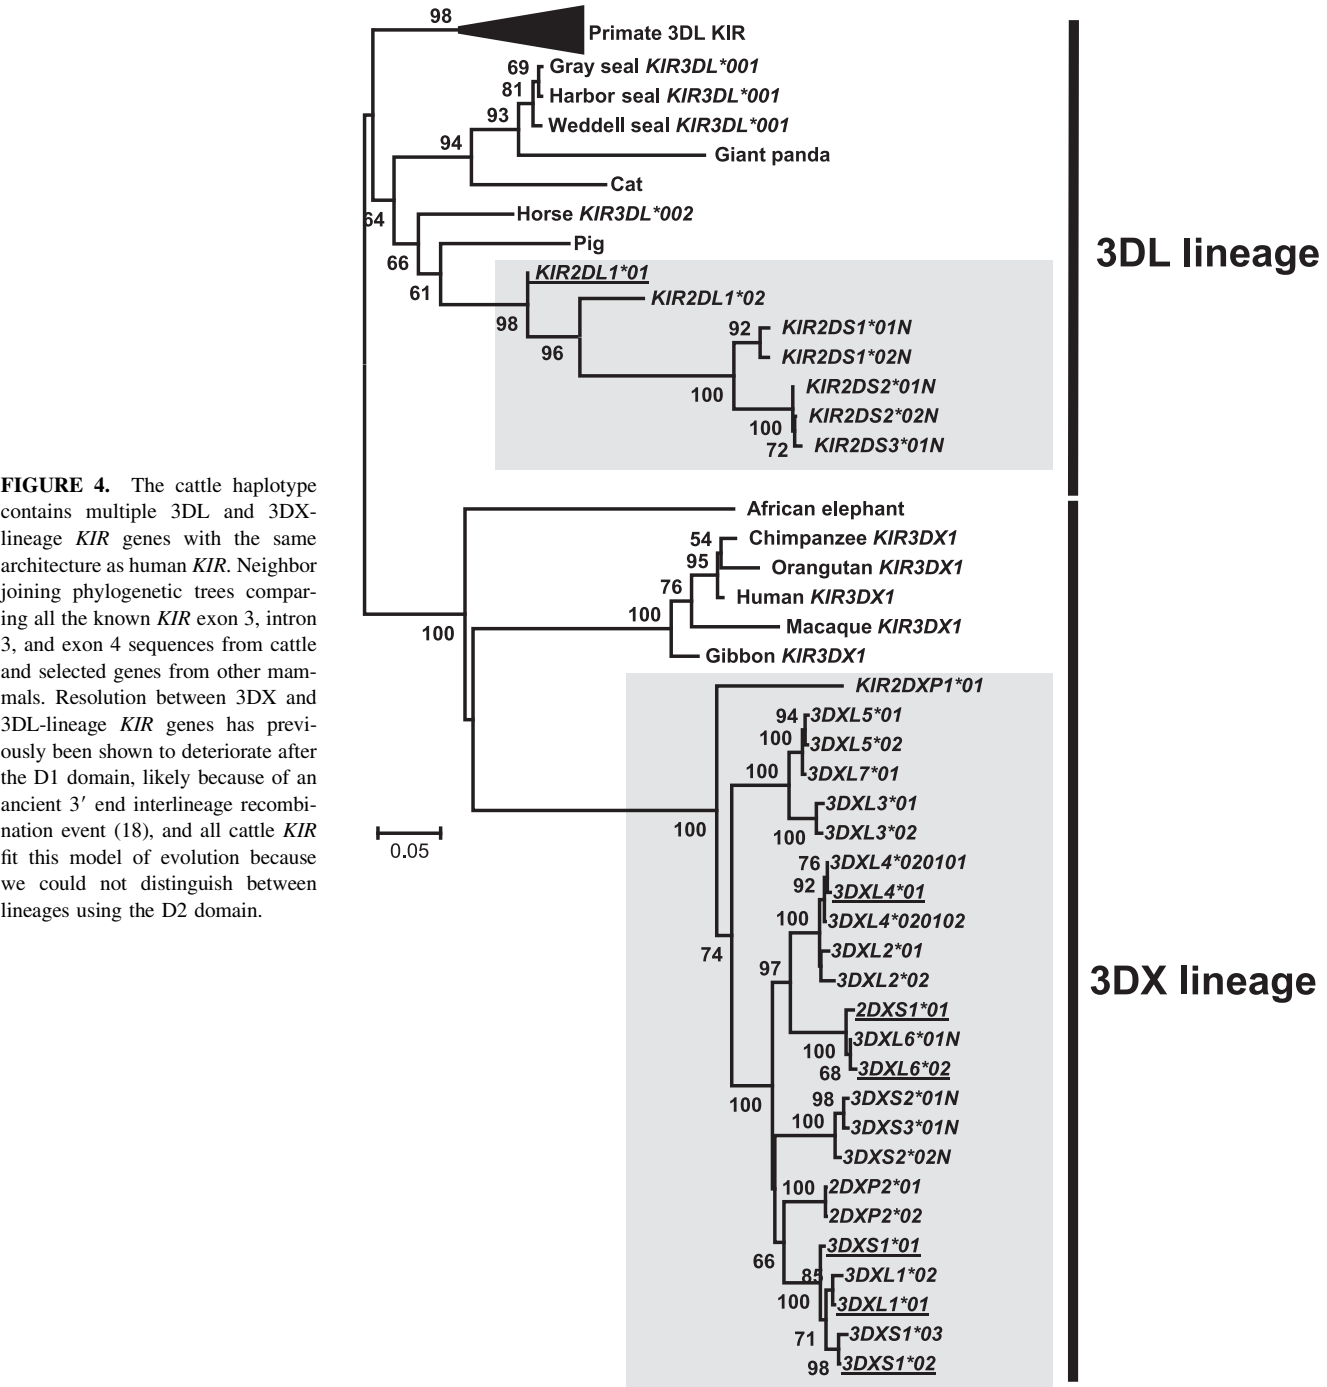 98
Primate 3DL KIR
69
Gray seal KIR3DL*001
81
Harbor seal KIR3DL*001
93
Weddell seal KIR3DL*001
94
Giant panda
Cat
Horse KIR3DL*002
64
Pig
66
KIR2DL1*01
61
KIR2DL1*02
98
KIR2DS1*01N
92
96
KIR2DS1*02N
KIR2DS2*01N
100
KIR2DS2*02N
100
KIR2DS3*01N
72
3DL lineage
FIGURE 4. The cattle haplotype
contains multiple 3DL and 3DX-
lineage KIR genes with the same
architecture as human KIR. Neighbor
joining phylogenetic trees compar-
ing all the known KIR exon 3, intron
3, and exon 4 sequences from cattle
and selected genes from other mam-
mals. Resolution between 3DX and
3DL-lineage KIR genes has previ-
ously been shown to deteriorate after
the D1 domain, likely because of an
ancient 3′ end interlineage recombi-
nation event (18), and all cattle KIR
fit this model of evolution because
we could not distinguish between
lineages using the D2 domain.
African elephant
54
Chimpanzee KIR3DX1
95
Orangutan KIR3DX1
76
Human KIR3DX1
100
Macaque KIR3DX1
100
Gibbon KIR3DX1
KIR2DXP1*01
94
3DXL5*01
100
3DXL5*02
100
3DXL7*01
3DXL3*01
100
100
3DXL3*02
0.05
76
3DXL4*020101
92
3DXL4*01
100
3DXL4*020102
74
3DXL2*01
97
3DXL2*02
2DXS1*01
3DXL6*01N
100
68
3DXL6*02
100
98
3DXS2*01N
100
3DXS3*01N
3DXS2*02N
100
2DXP2*01
2DXP2*02
3DXS1*01
66
85
3DXL1*02
100
3DXL1*01
71
3DXS1*03
98
3DXS1*02
3DX lineage